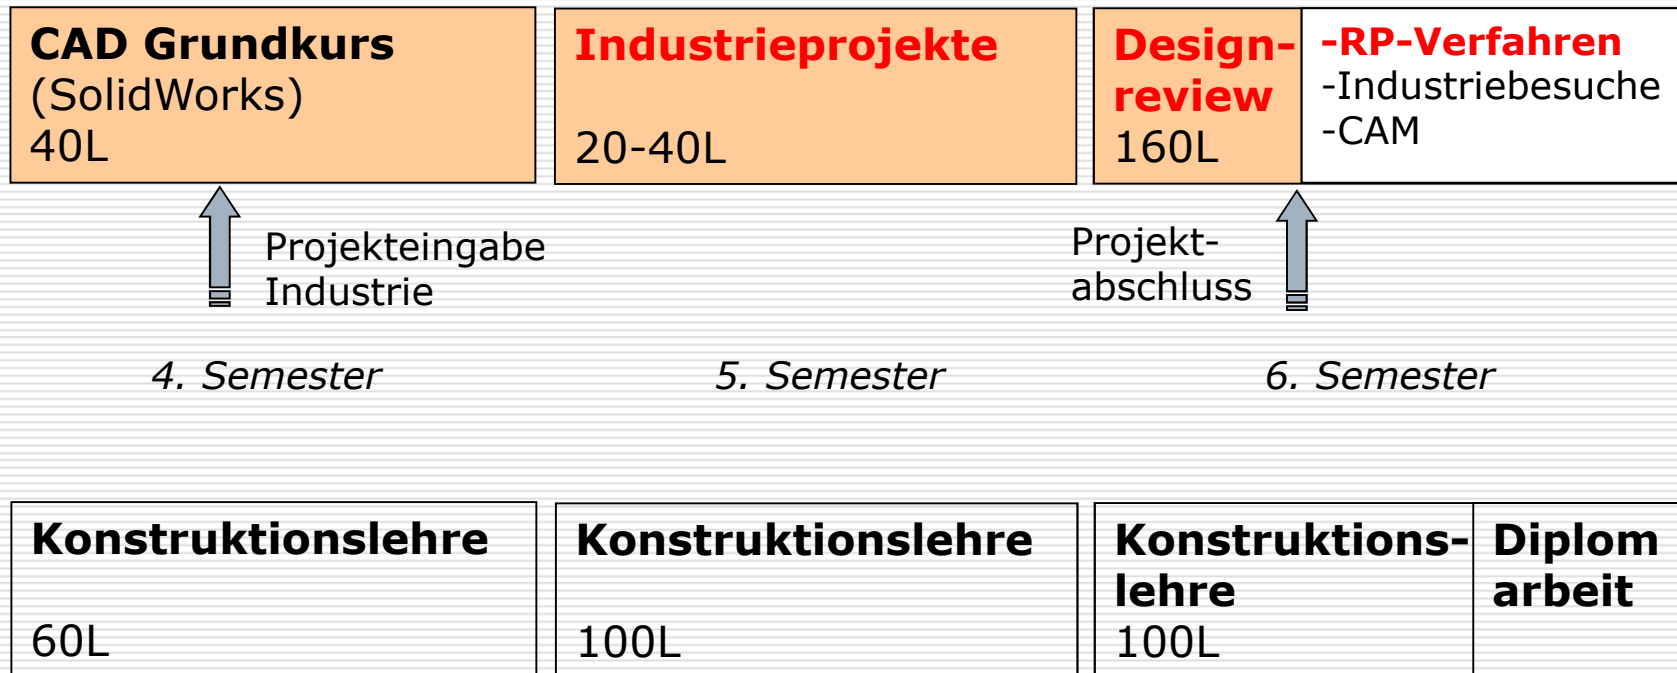 CAD Grundkurs
(SolidWorks)
40L
Industrieprojekte
20-40L
Design-
review
160L
-RP-Verfahren
-Industriebesuche
-CAM
Projekteingabe
Industrie
Projekt-
abschluss
4. Semester
5. Semester
6. Semester
Konstruktionslehre
60L
Konstruktionslehre
100L
Konstruktions-
lehre
100L
Diplom
arbeit